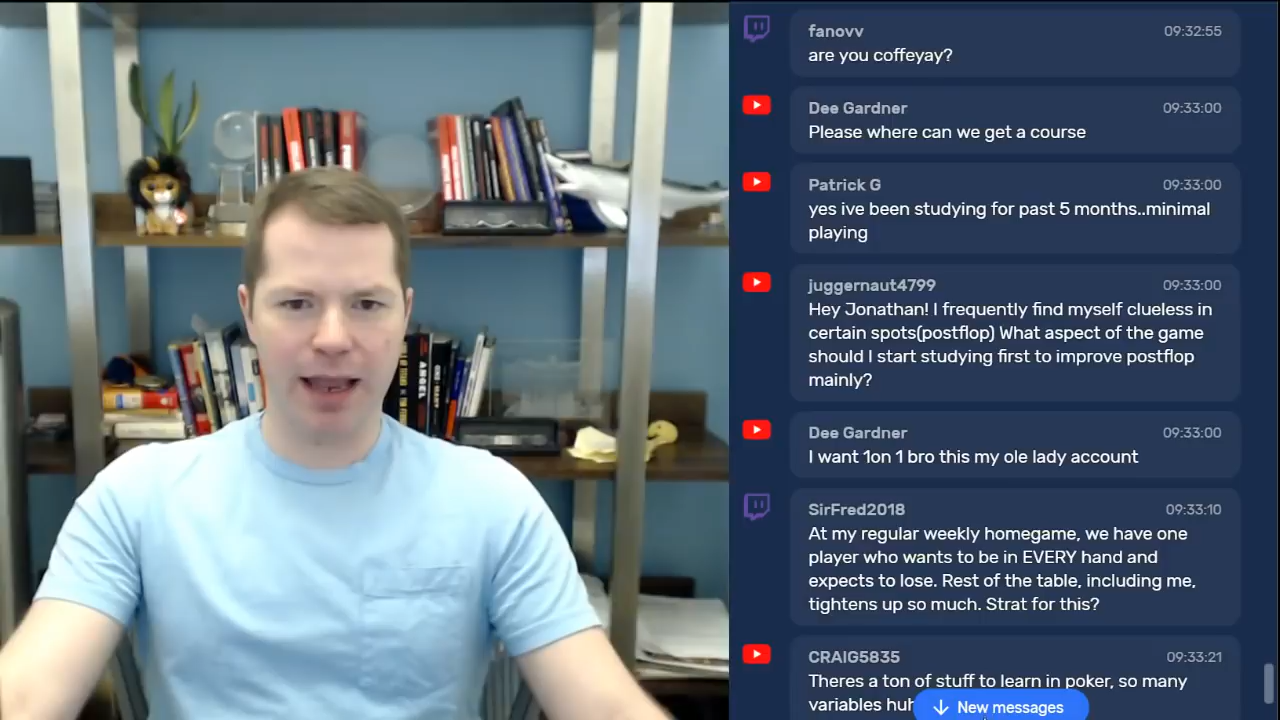 fanovv 09:32:55
are you coffeyay?
Dee Gardner 09:33:00
Please where can we get a course
Patrick G 09:33:00
yes ive been studying for past 5 months..minimal
playing
juggernaut4799 09:33:00
Hey Jonathan! I frequently find myself clueless in
certain spots(postflop) What aspect of the game
should I start studying first to improve postflop
mainly?
Dee Gardner 09:33:00
I want 1on 1 bro this my ole lady account
SirFred2018 09:33:10
At my regular weekly homegame, we have one
player who wants to be in EVERY hand and
expects to lose. Rest of the table, including me,
tightens up so much. Strat for this?
CRAIG5835 09:33:21
Theres a ton of stuff to learn in poker, so many
variables huh
New messages
ANGEL